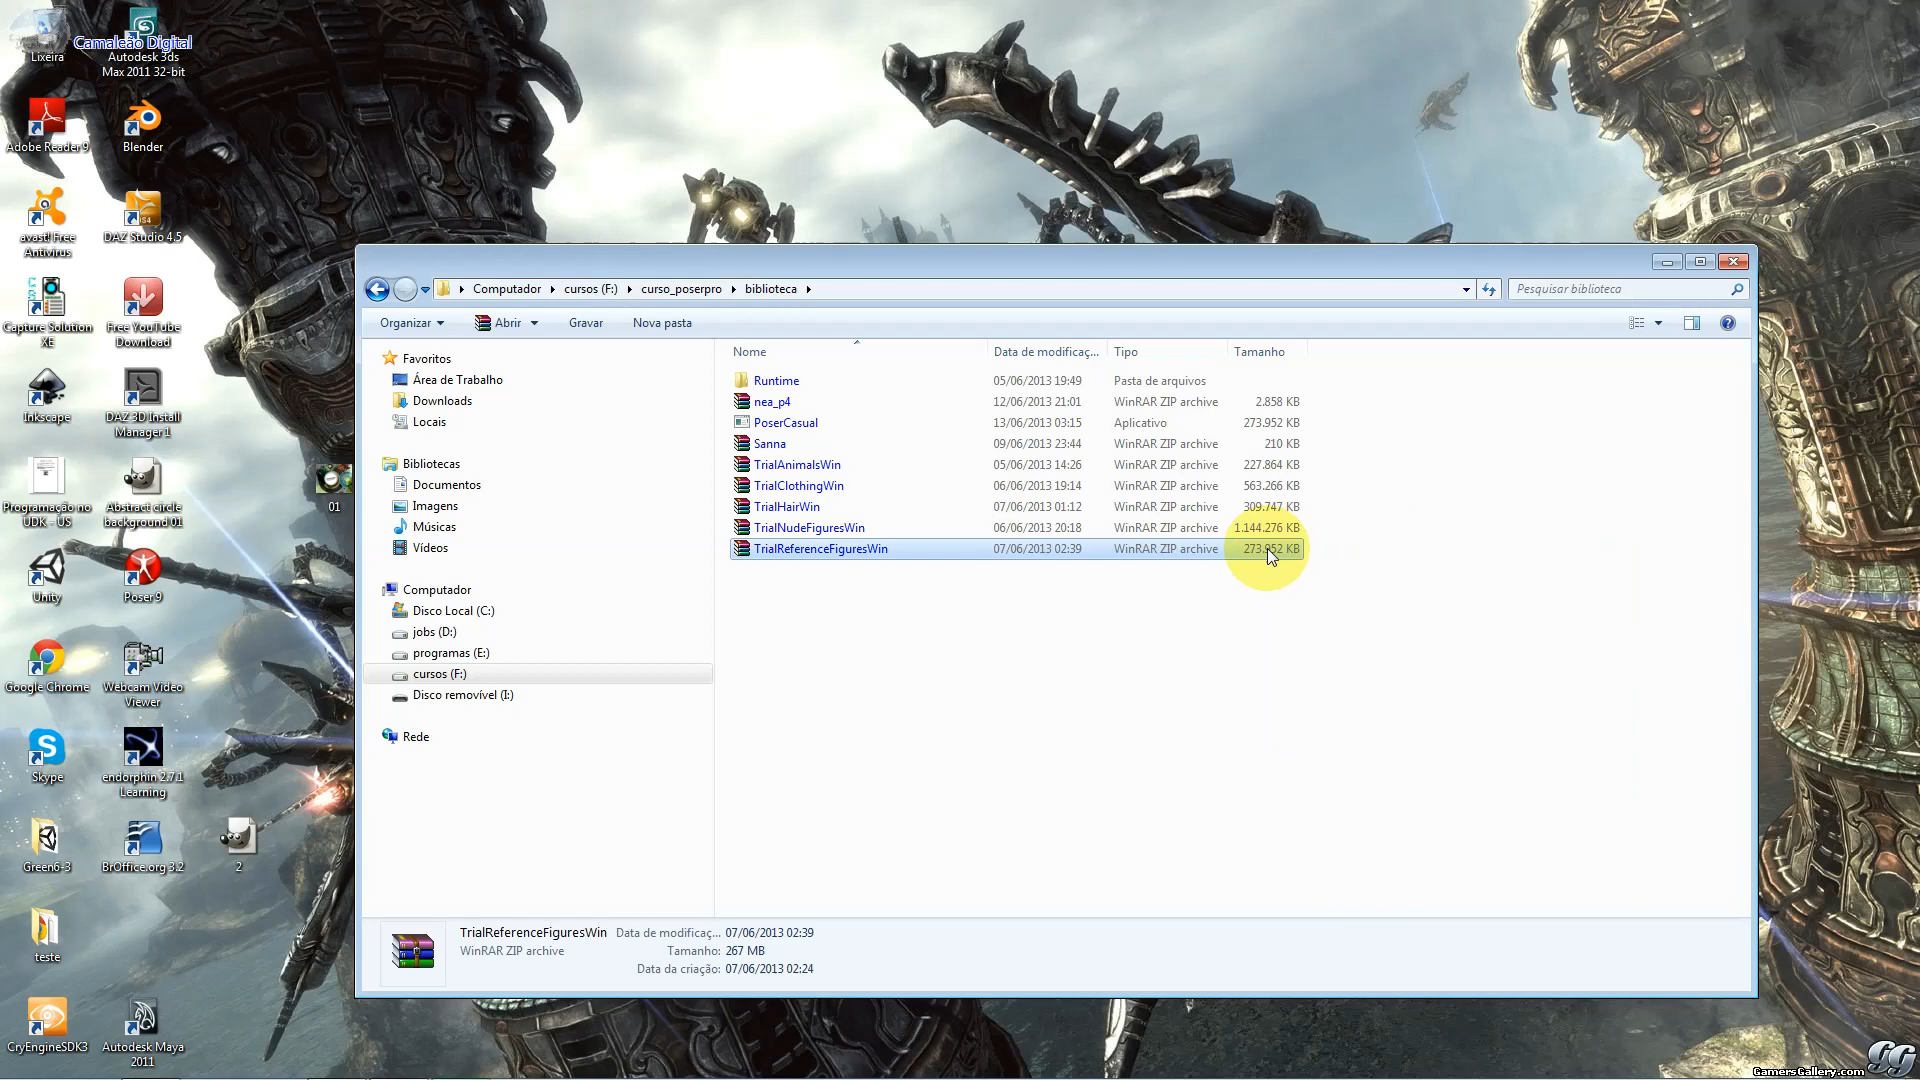 Lixeira
Camaleão Digital
Autodesk 3ds
Max 2011 32-bit
Adobe Reader 9
Blender
avast! Free
Antivirus
DAZ Studio 4.5
Capture Solution
XE
Free YouTube
Download
Inkscape
DAZ 3D Install
Manager1
Programação no
UDK - US
Abstract circle
background 01
01
Unity
Poser 9
Google Chrome
Webcam Video
Viewer
Skype
endorphin 2.7.1
Learning
Green6-3
BrOffice.org 3.2
2
teste
CryEngineSDK3
Autodesk Maya
2011
Computador
cursos (F:)
curso_poserpro
biblioteca
Pesquisar biblioteca
Organizar
Abrir
Gravar
Nova pasta
Favoritos
Área de Trabalho
Downloads
Locais
Bibliotecas
Documentos
Imagens
Músicas
Vídeos
Computador
Disco Local (C:)
jobs (D:)
programas (E:)
cursos (F:)
Disco removível (I:)
Rede
Nome Data de modificaç... Tipo Tamanho
Runtime 05/06/2013 19:49 Pasta de arquivos
nea_p4 12/06/2013 21:01 WinRAR ZIP archive 2.858 KB
PoserCasual 13/06/2013 03:15 Aplicativo 273.952 KB
Sanna 09/06/2013 23:44 WinRAR ZIP archive 210 KB
TrialAnimalsWin 05/06/2013 14:26 WinRAR ZIP archive 227.864 KB
TrialClothingWin 06/06/2013 19:14 WinRAR ZIP archive 563.266 KB
TrialHairWin 07/06/2013 01:12 WinRAR ZIP archive 309.747 KB
TrialNudeFiguresWin 06/06/2013 20:18 WinRAR ZIP archive 1.144.276 KB
TrialReferenceFiguresWin 07/06/2013 02:39 WinRAR ZIP archive 273.952 KB
TrialReferenceFiguresWin Data de modificaç... 07/06/2013 02:39
WinRAR ZIP archive Tamanho: 267 MB
Data da criação: 07/06/2013 02:24
GG
GamersGallery.com